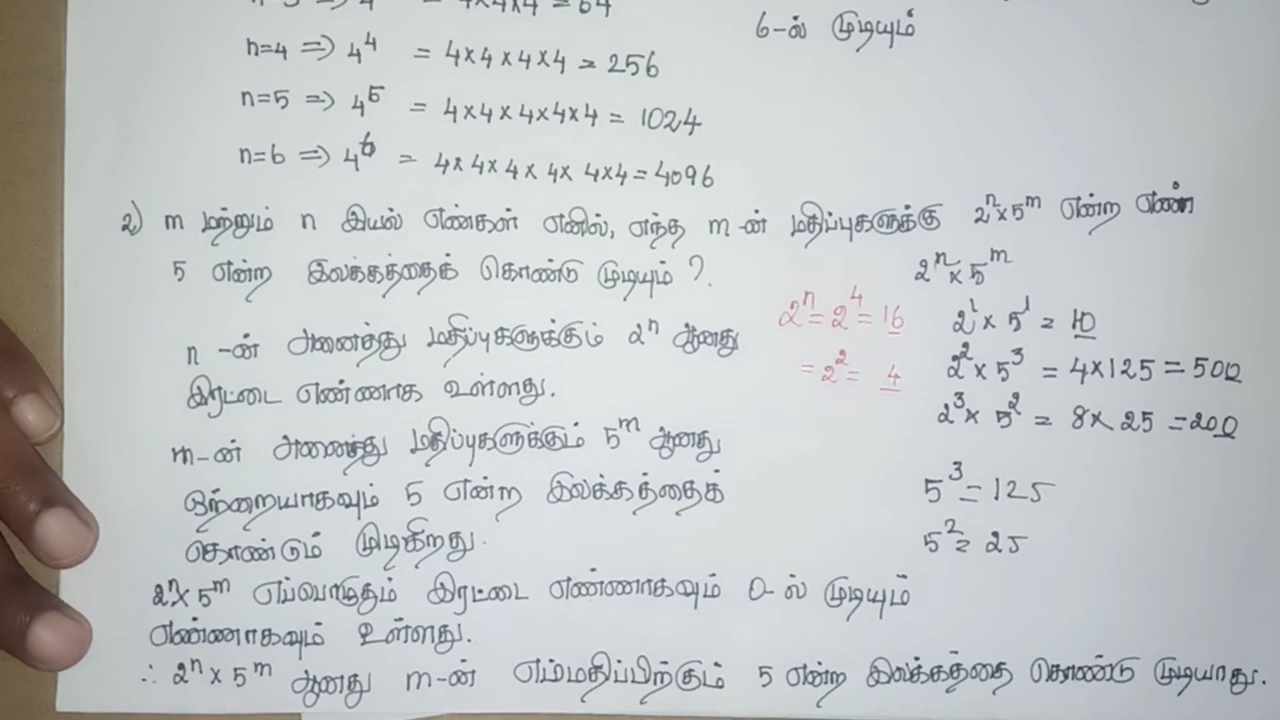 = 4×4×4 = 64
6-ல் முடியும்
n=4 => 4⁴ = 4×4×4×4 = 256
n=5 => 4⁵ = 4×4×4×4×4 = 1024
n=6 => 4⁶ = 4×4×4×4×4×4 = 4096
2) m மற்றும் n இயல் எண்கள் எனில், எந்த m-ன் மதிப்புகளுக்கு 2ⁿ×5ᵐ என்ற எண்
5 என்ற இலக்கத்தைக் கொண்டு முடியும்?
2ⁿ×5ᵐ
n-ன் அனைத்து மதிப்புகளுக்கும் 2ⁿ ஆனது
இரட்டை எண்ணாக உள்ளது.
m-ன் அனைத்து மதிப்புகளுக்கும் 5ᵐ ஆனது
ஒற்றையாகவும் 5 என்ற இலக்கத்தைக்
கொண்டும் முடிகிறது.
2ⁿ = 2⁴ = 16
= 2² = 4
2¹ × 5¹ = 10
2² × 5³ = 4×125 = 500
2³ × 5² = 8×25 = 200
5³ = 125
5² = 25
2ⁿ×5ᵐ எப்பொழுதும் இரட்டை எண்ணாகவும் 0-ல் முடியும்
எண்ணாகவும் உள்ளது.
∴ 2ⁿ×5ᵐ ஆனது m-ன் எம்மதிப்பிற்கும் 5 என்ற இலக்கத்தை கொண்டு முடியாது.